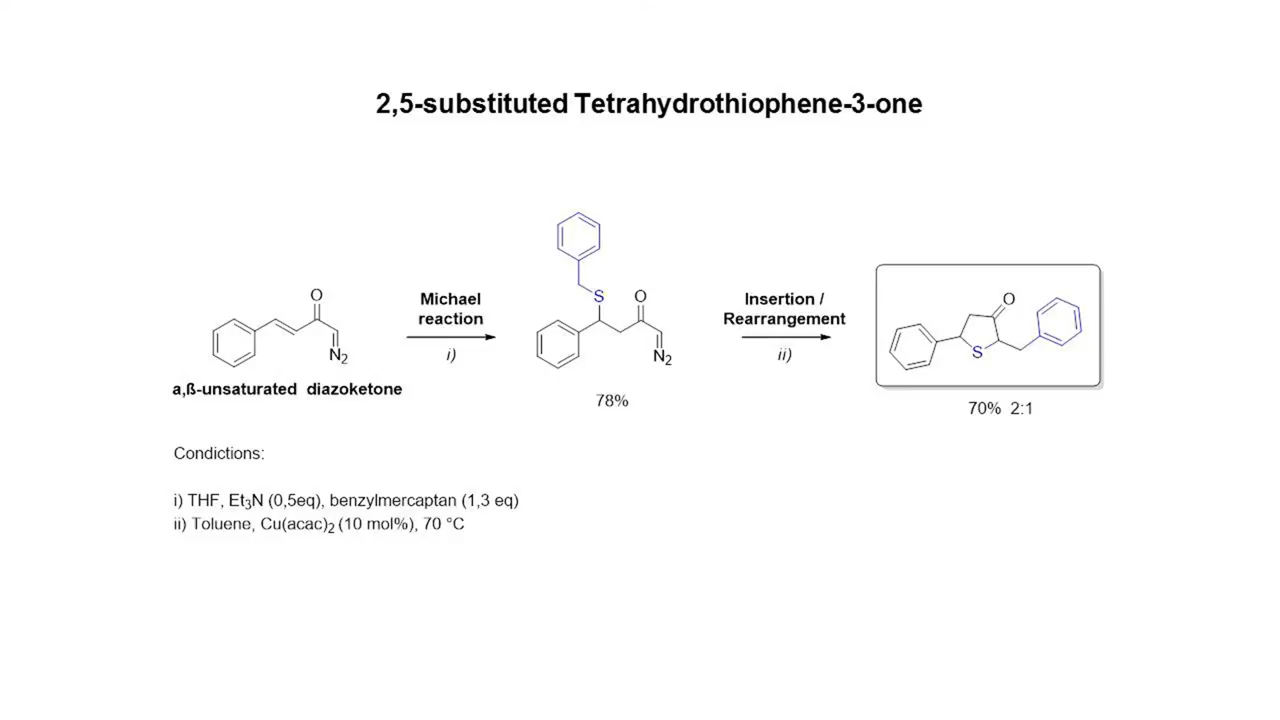 2,5-substituted Tetrahydrothiophene-3-one
S
O
N2
Michael
reaction
i)
O
N2
Insertion /
Rearrangement
ii)
O
S
a,ß-unsaturated diazoketone
78%
70% 2:1
Condictions:
i) THF, Et3N (0,5eq), benzylmercaptan (1,3 eq)
ii) Toluene, Cu(acac)2 (10 mol%), 70 °C